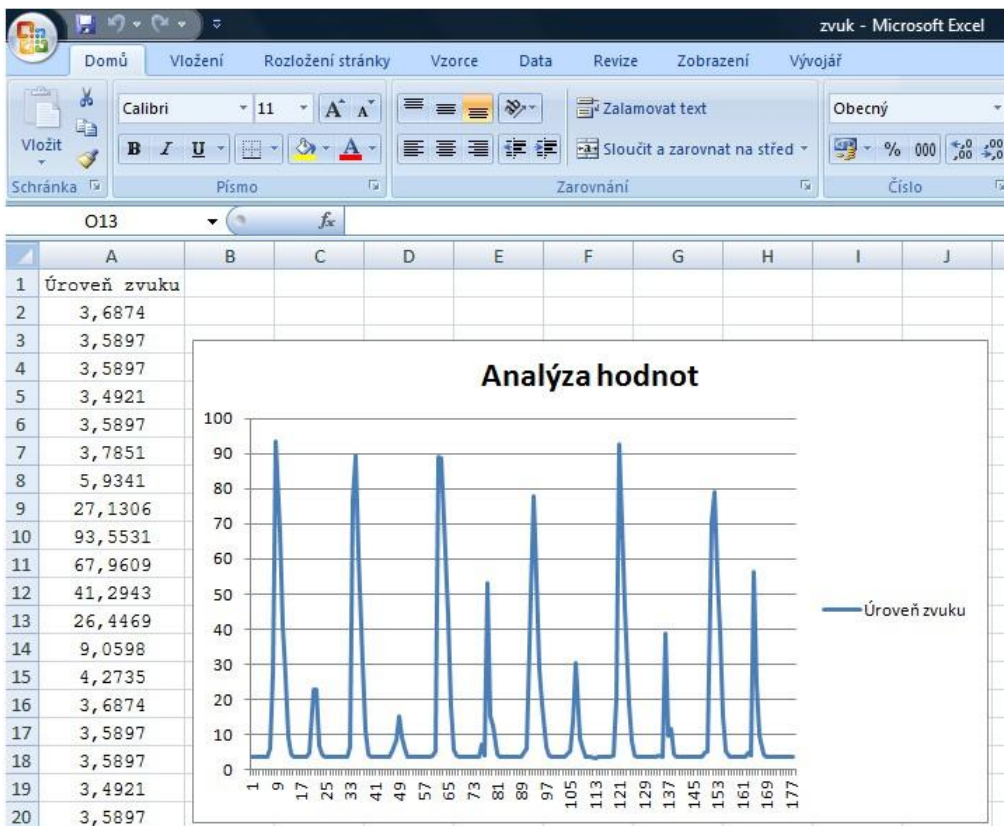 zvuk - Microsoft Excel
Domů Vložení Rozložení stránky Vzorce Data Revize Zobrazení Vývojář
Vložit
Calibri 11 A A
B I U A
Zalamovat text
Sloučit a zarovnat na střed
Obecný
% 000 ,00 ,00
Schránka Písmo Zarovnání Číslo
O13 fx
A B C D E F G H I J
1 Úroveň zvuku
2 3,6874
3 3,5897
4 3,5897
5 3,4921
6 3,5897
7 3,7851
8 5,9341
9 27,1306
10 93,5531
11 67,9609
12 41,2943
13 26,4469
14 9,0598
15 4,2735
16 3,6874
17 3,5897
18 3,5897
19 3,4921
20 3,5897
Analýza hodnot
100
90
80
70
60
50
40
30
20
10
0
1 9 17 25 33 41 49 57 65 73 81 89 97 105 113 121 129 137 145 153 161 169 177
Úroveň zvuku